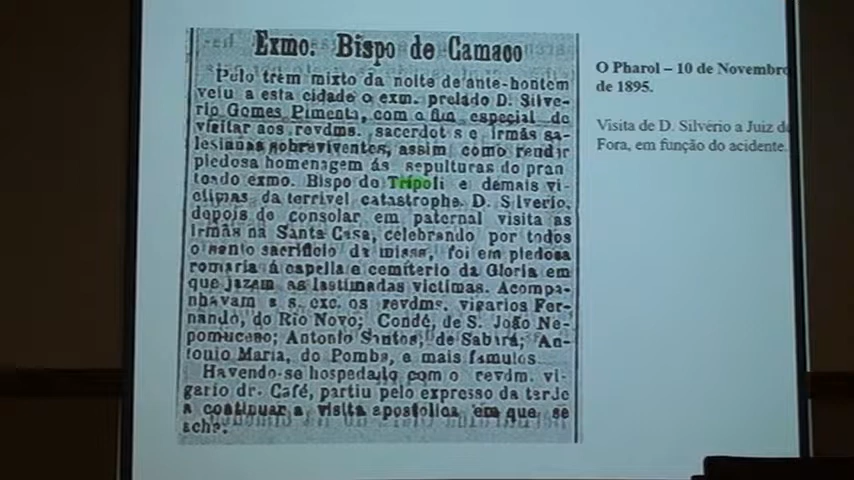 Exmo. Bispo de Camaco
Pelo trem mixto da noite de ante-hontem
veiu a esta cidade o exm. prelado D. Silve-
rio Gomes Pimenta, com o fim especial de
visitar aos revdms. sacerdotes e irmãs sa-
lesianas sobreviventes, assim como rendir
piedosa homenagem ás sepulturas do pran
teado exmo. Bispo de Tripoli e demais vi-
ctimas da terrivel catastrophe. D. Silverio,
depois de consolar em paternal visita as
irmãs na Santa Casa, celebrando por todos
o santo sacrificio da missa, foi em piedosa
romaria á capella e cemiterio da Gloria em
que jazem as lastimadas victimas. Acompa-
nhavam a s. exc. os revdms. vigarios Fer-
nando, do Rio Novo; Condé, de S. João Ne-
pomuceno; Antonio Santos, de Sabará; An-
tonio Maria, do Pomba, e mais famulos.
Havendo-se hospedado com o revdm. vi-
gario dr. Café, partiu pelo expresso da tarde
a continuar a visita apostolica em que se
acha.
O Pharol – 10 de Novembro
de 1895.
Visita de D. Silvério a Juiz de
Fora, em função do acidente.